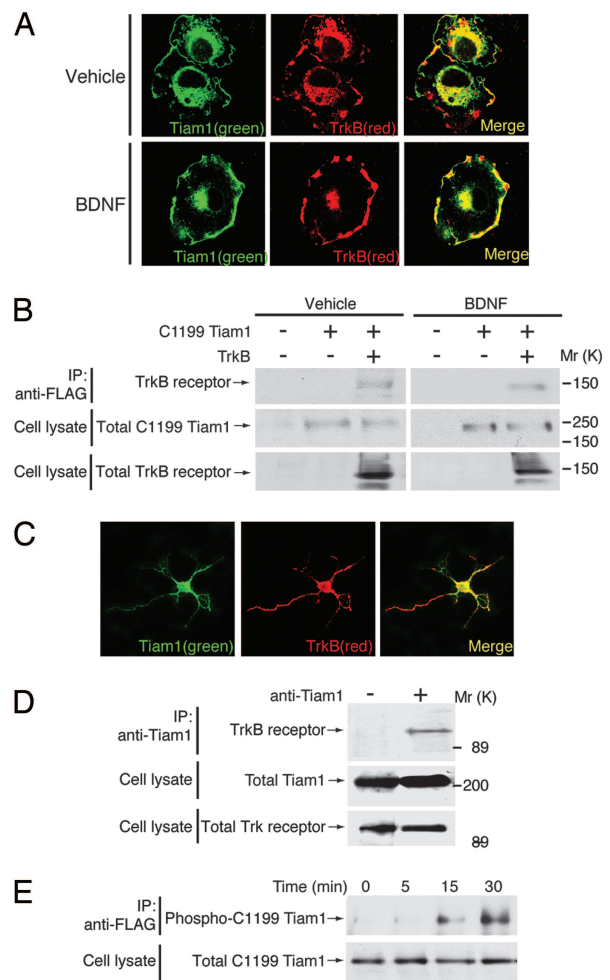 A
Vehicle
Tiam1(green) TrkB(red) Merge
BDNF
Tiam1(green) TrkB(red) Merge
B
Vehicle BDNF
C1199 Tiam1 - + + - + +
TrkB - - + - - + Mr (K)
IP: anti-FLAG TrkB receptor→ -150
Cell lysate Total C1199 Tiam1→ -250
-150
Cell lysate Total TrkB receptor→ -150
C
Tiam1(green) TrkB(red) Merge
D
anti-Tiam1 - + Mr (K)
IP: anti-Tiam1 TrkB receptor→ - 89
Cell lysate Total Tiam1→ -200
Cell lysate Total Trk receptor→ 89
E
Time (min) 0 5 15 30
IP: anti-FLAG Phospho-C1199 Tiam1→
Cell lysate Total C1199 Tiam1→